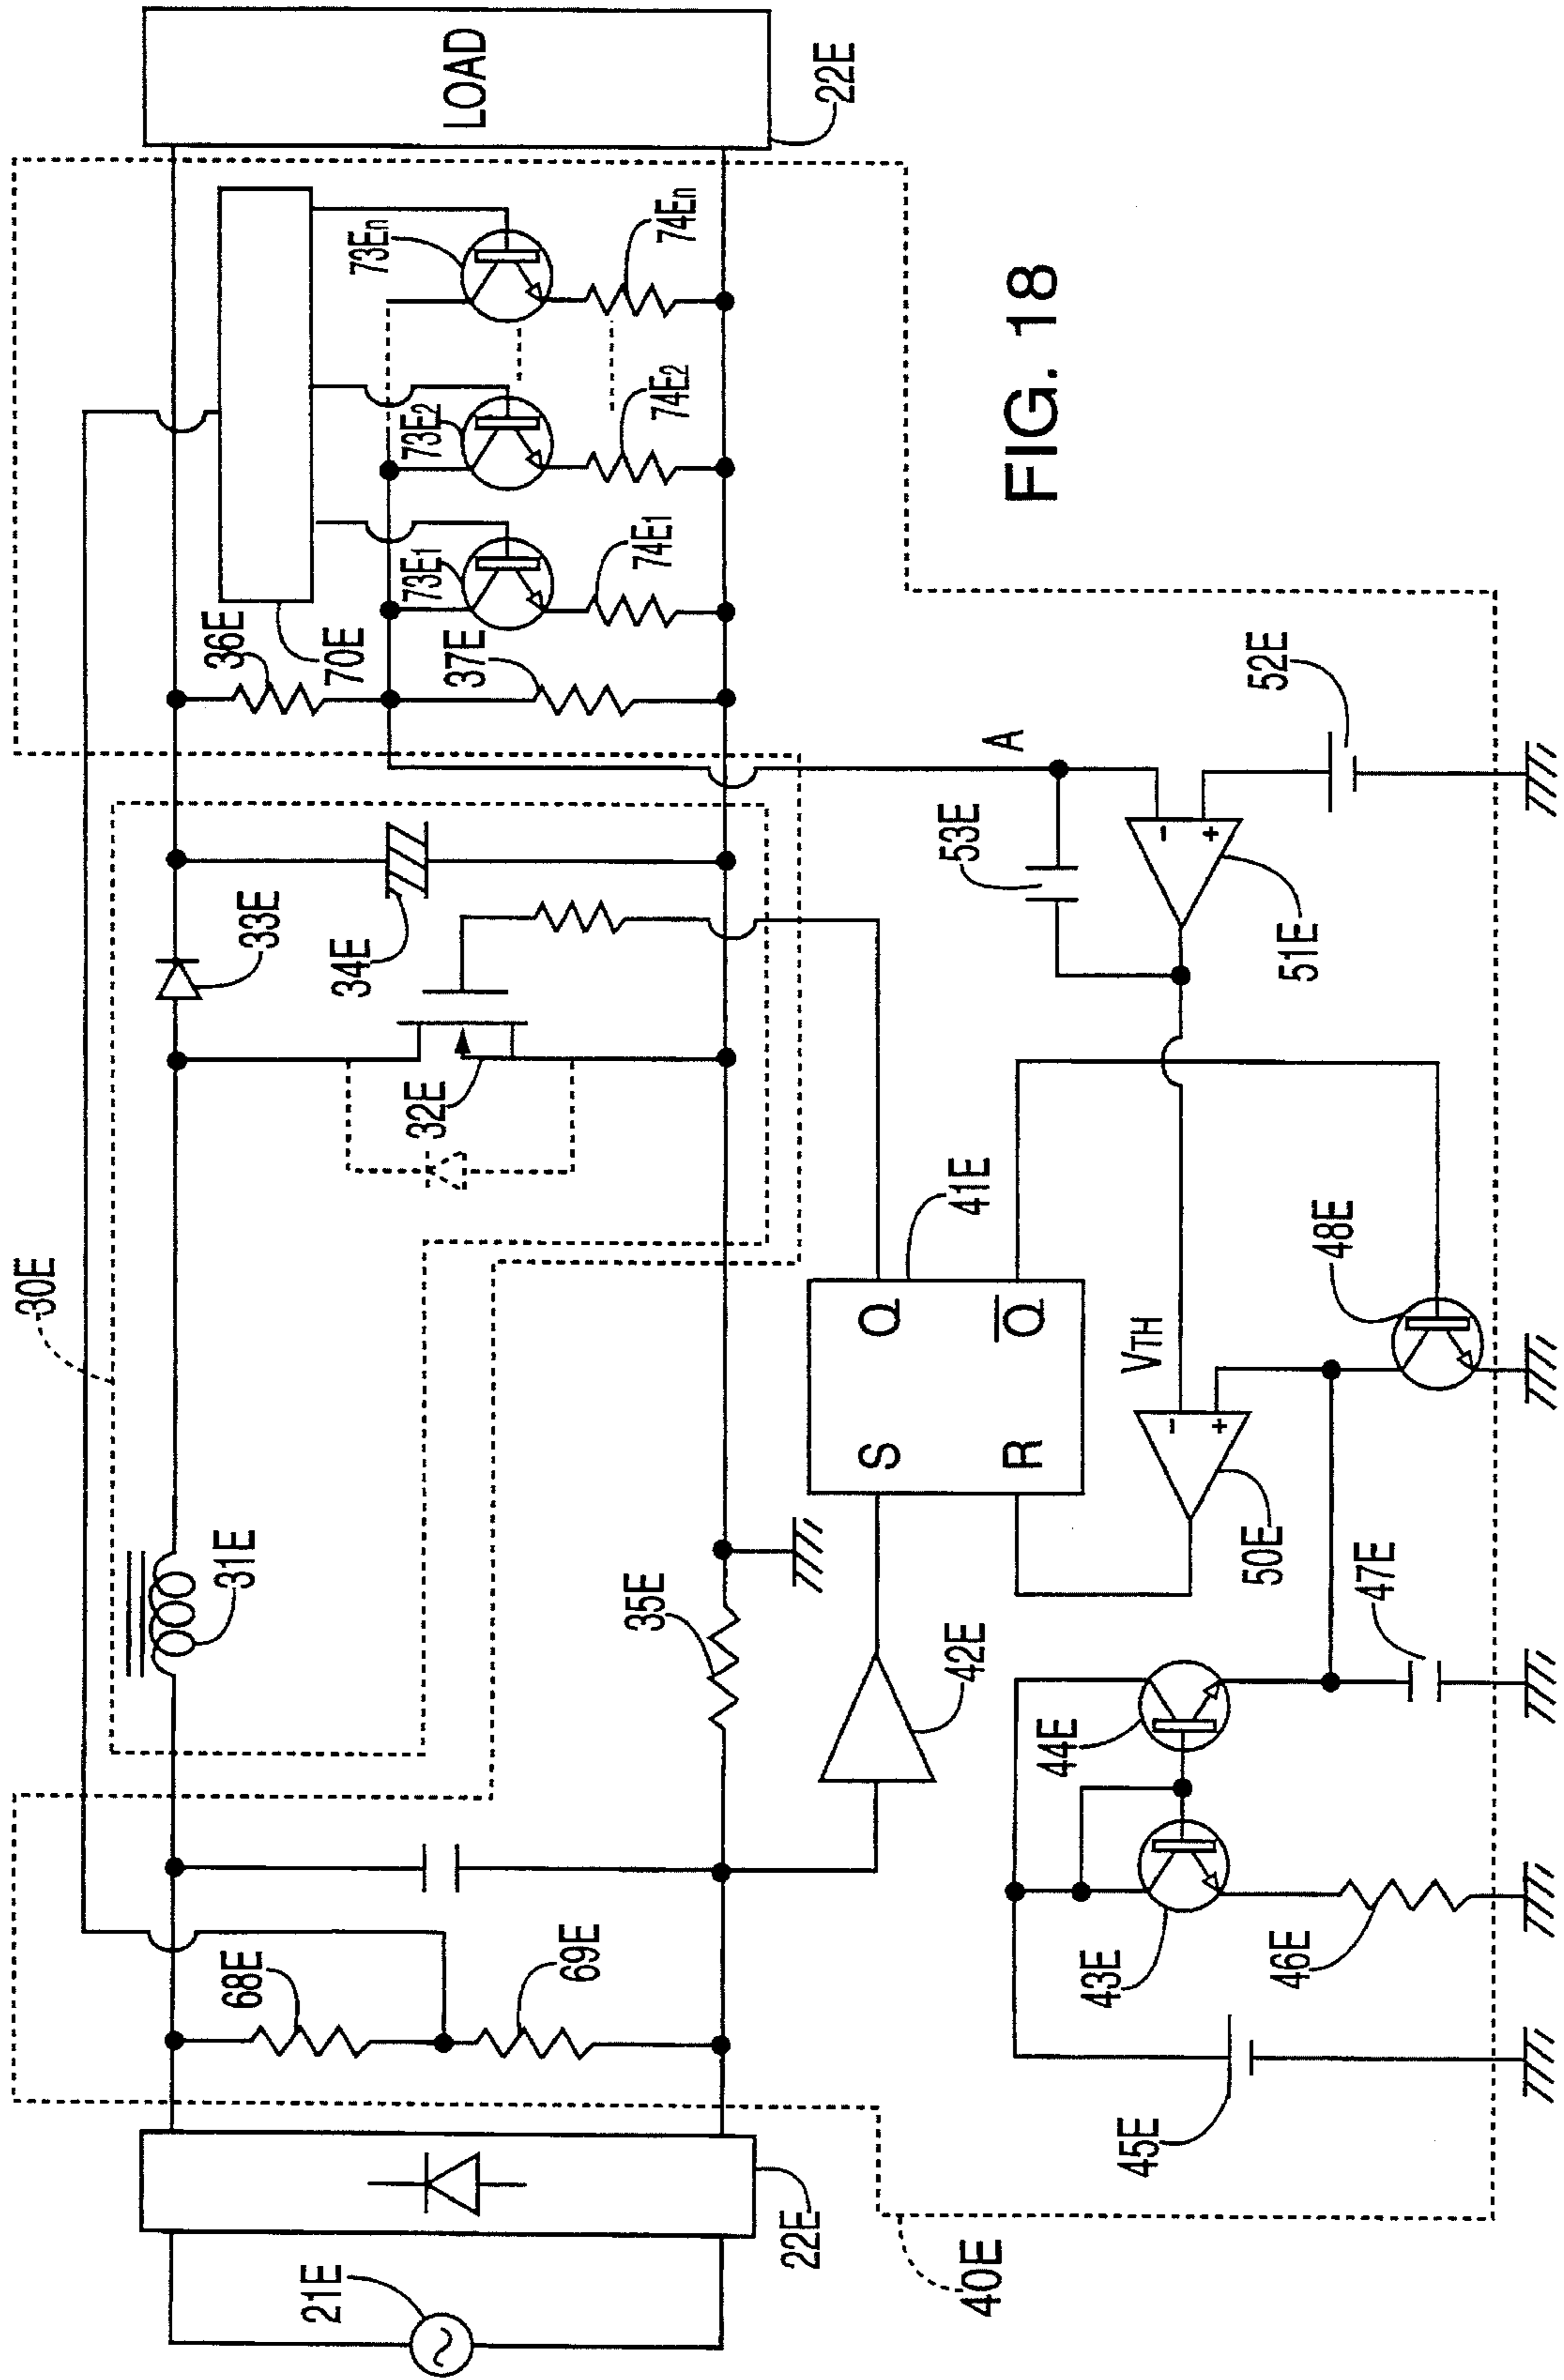 30E
31E
33E
34E
32E
36E
70E
37E
73E1
73E2
73En
74E1
74E2
74En
LOAD
22E
21E
22E
68E
69E
35E
42E
S
Q
R
Q̅
41E
40E
45E
43E
44E
46E
47E
50E
-
+
VTH
48E
53E
A
-
+
51E
52E
FIG. 18